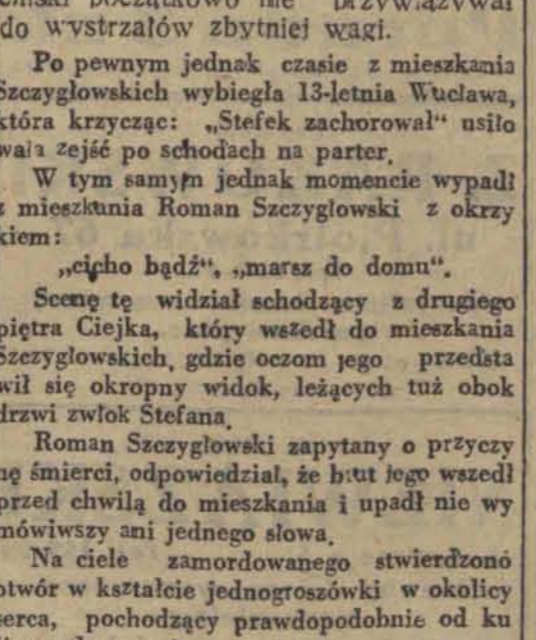 początkowo nie przywiązywał
do wystrzałów zbytniej wagi.
Po pewnym jednak czasie z mieszkania
Szczygłowskich wybiegła 13-letnia Wucława,
która krzycząc: „Stefek zachorował" usiło
wała zejść po schodach na parter.
W tym samym jednak momencie wypadł
z mieszkania Roman Szczygłowski z okrzy
kiem:
„cicho bądź", „marsz do domu".
Scenę tę widział schodzący z drugiego
piętra Ciejka, który wszedł do mieszkania
Szczygłowskich, gdzie oczom jego przedsta
wił się okropny widok, leżących tuż obok
drzwi zwłok Stefana.
Roman Szczygłowski zapytany o przyczy
nę śmierci, odpowiedział, że brat jego wszedł
przed chwilą do mieszkania i upadł nie wy
mówiwszy ani jednego słowa.
Na ciele zamordowanego stwierdzono
otwór w kształcie jednogroszówki w okolicy
serca, pochodzący prawdopodobnie od ku